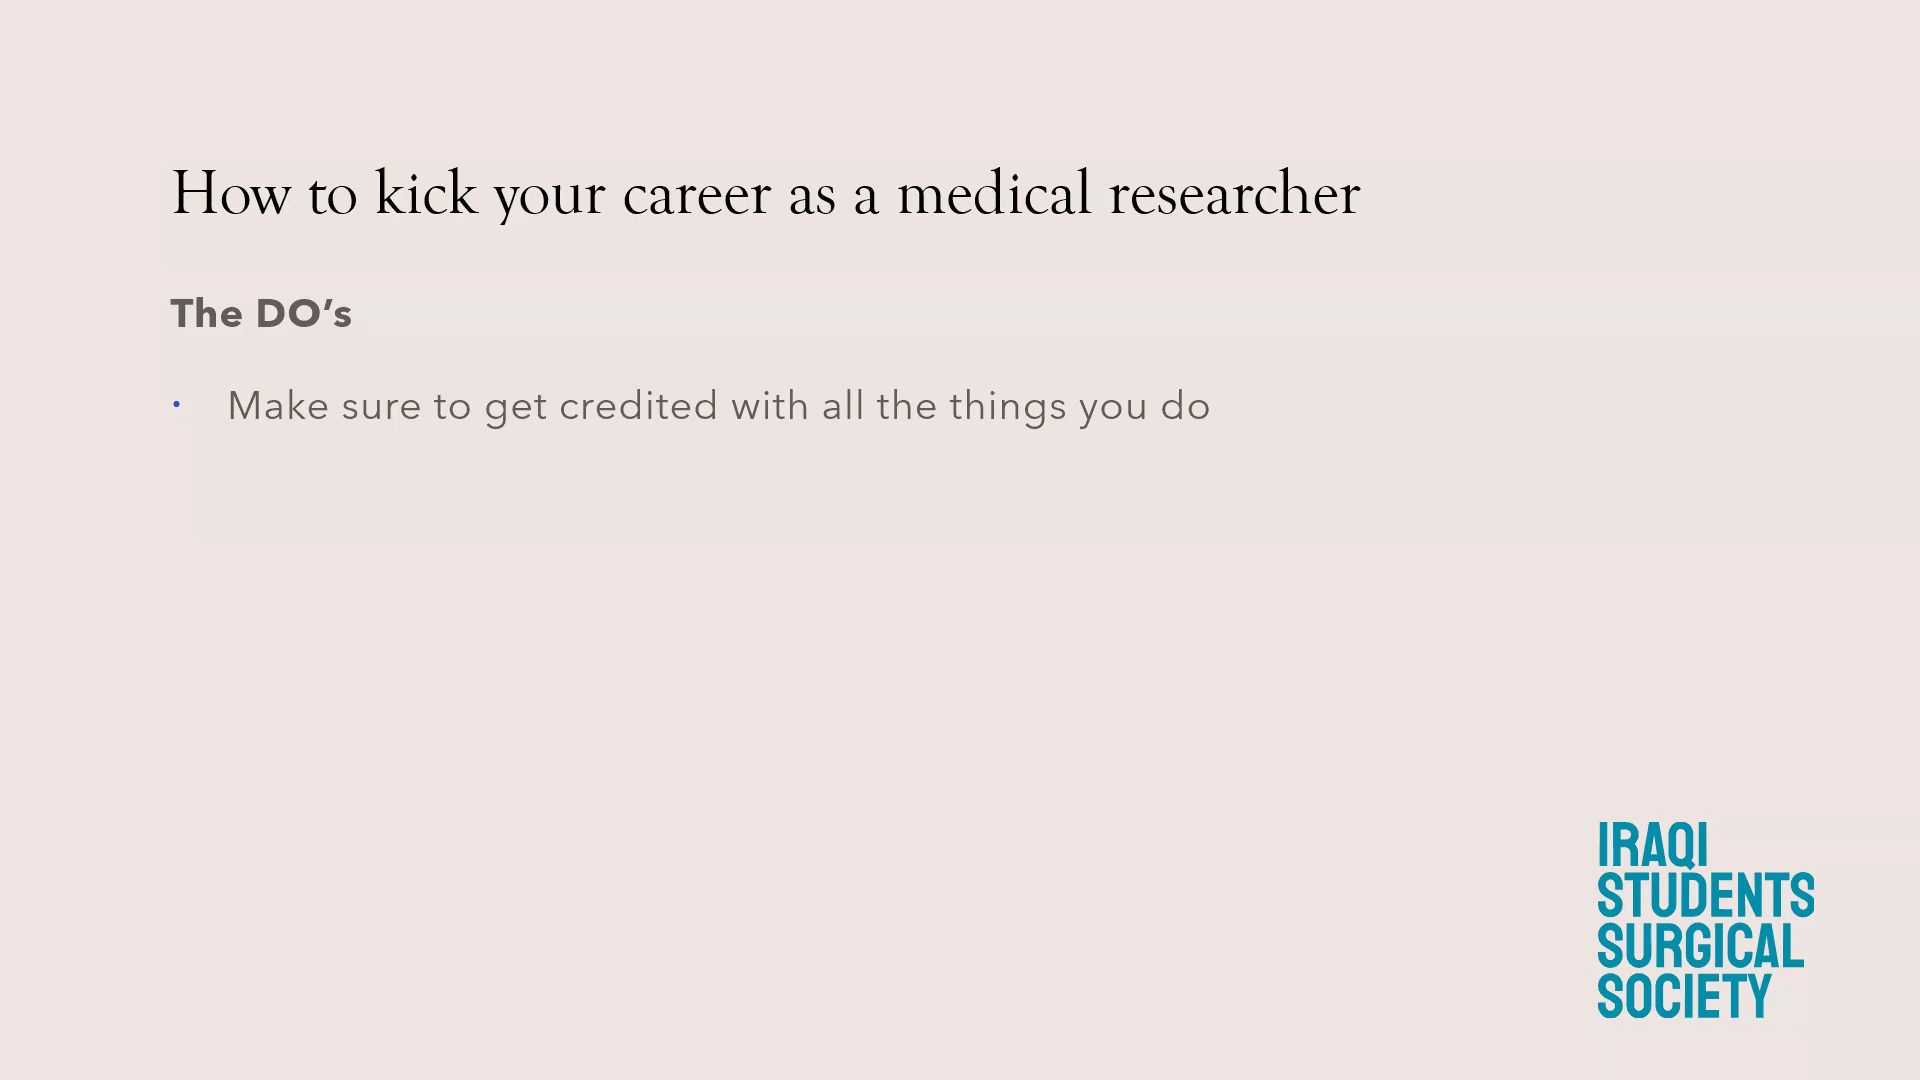 How to kick your career as a medical researcher
The DO’s
• Make sure to get credited with all the things you do
IRAQI
STUDENTS
SURGICAL
SOCIETY